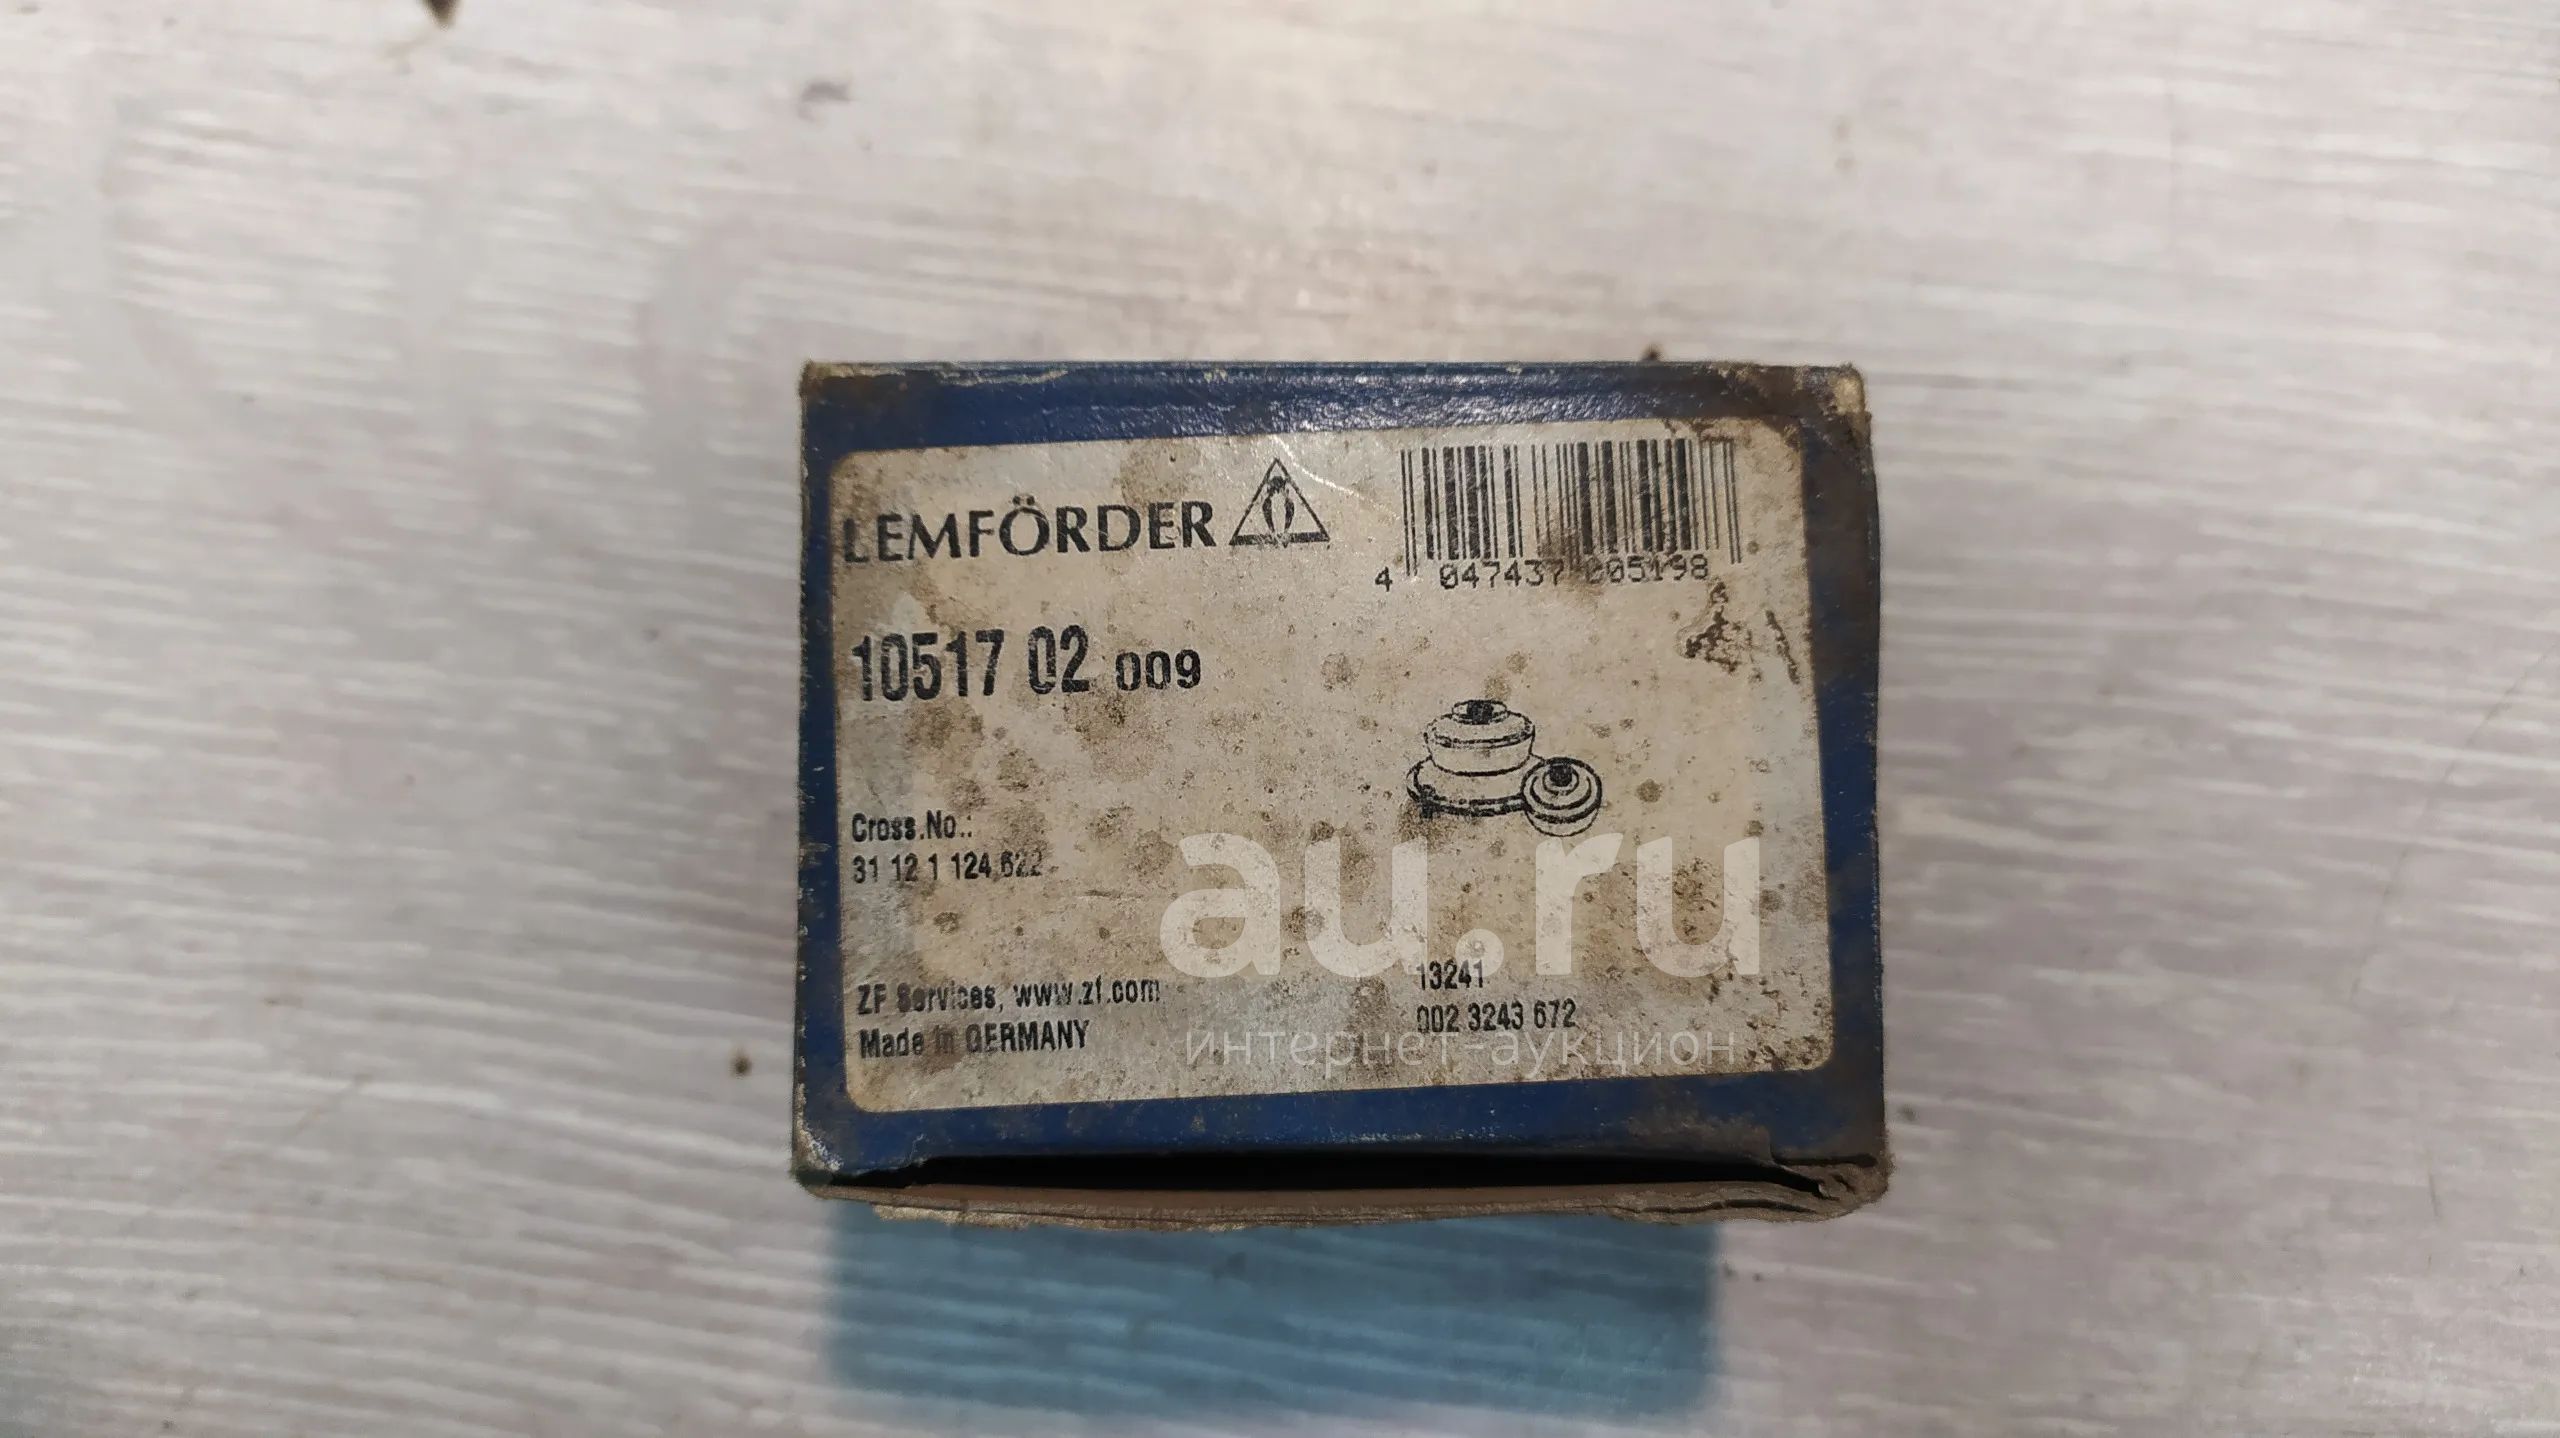 LEMFÖRDER
4 047437 005198
10517 02 009
Cross.No.:
31 12 1 124 622
ZF Services, www.zf.com
Made in GERMANY
13241
002 3243 672
au.ru
интернет-аукцион